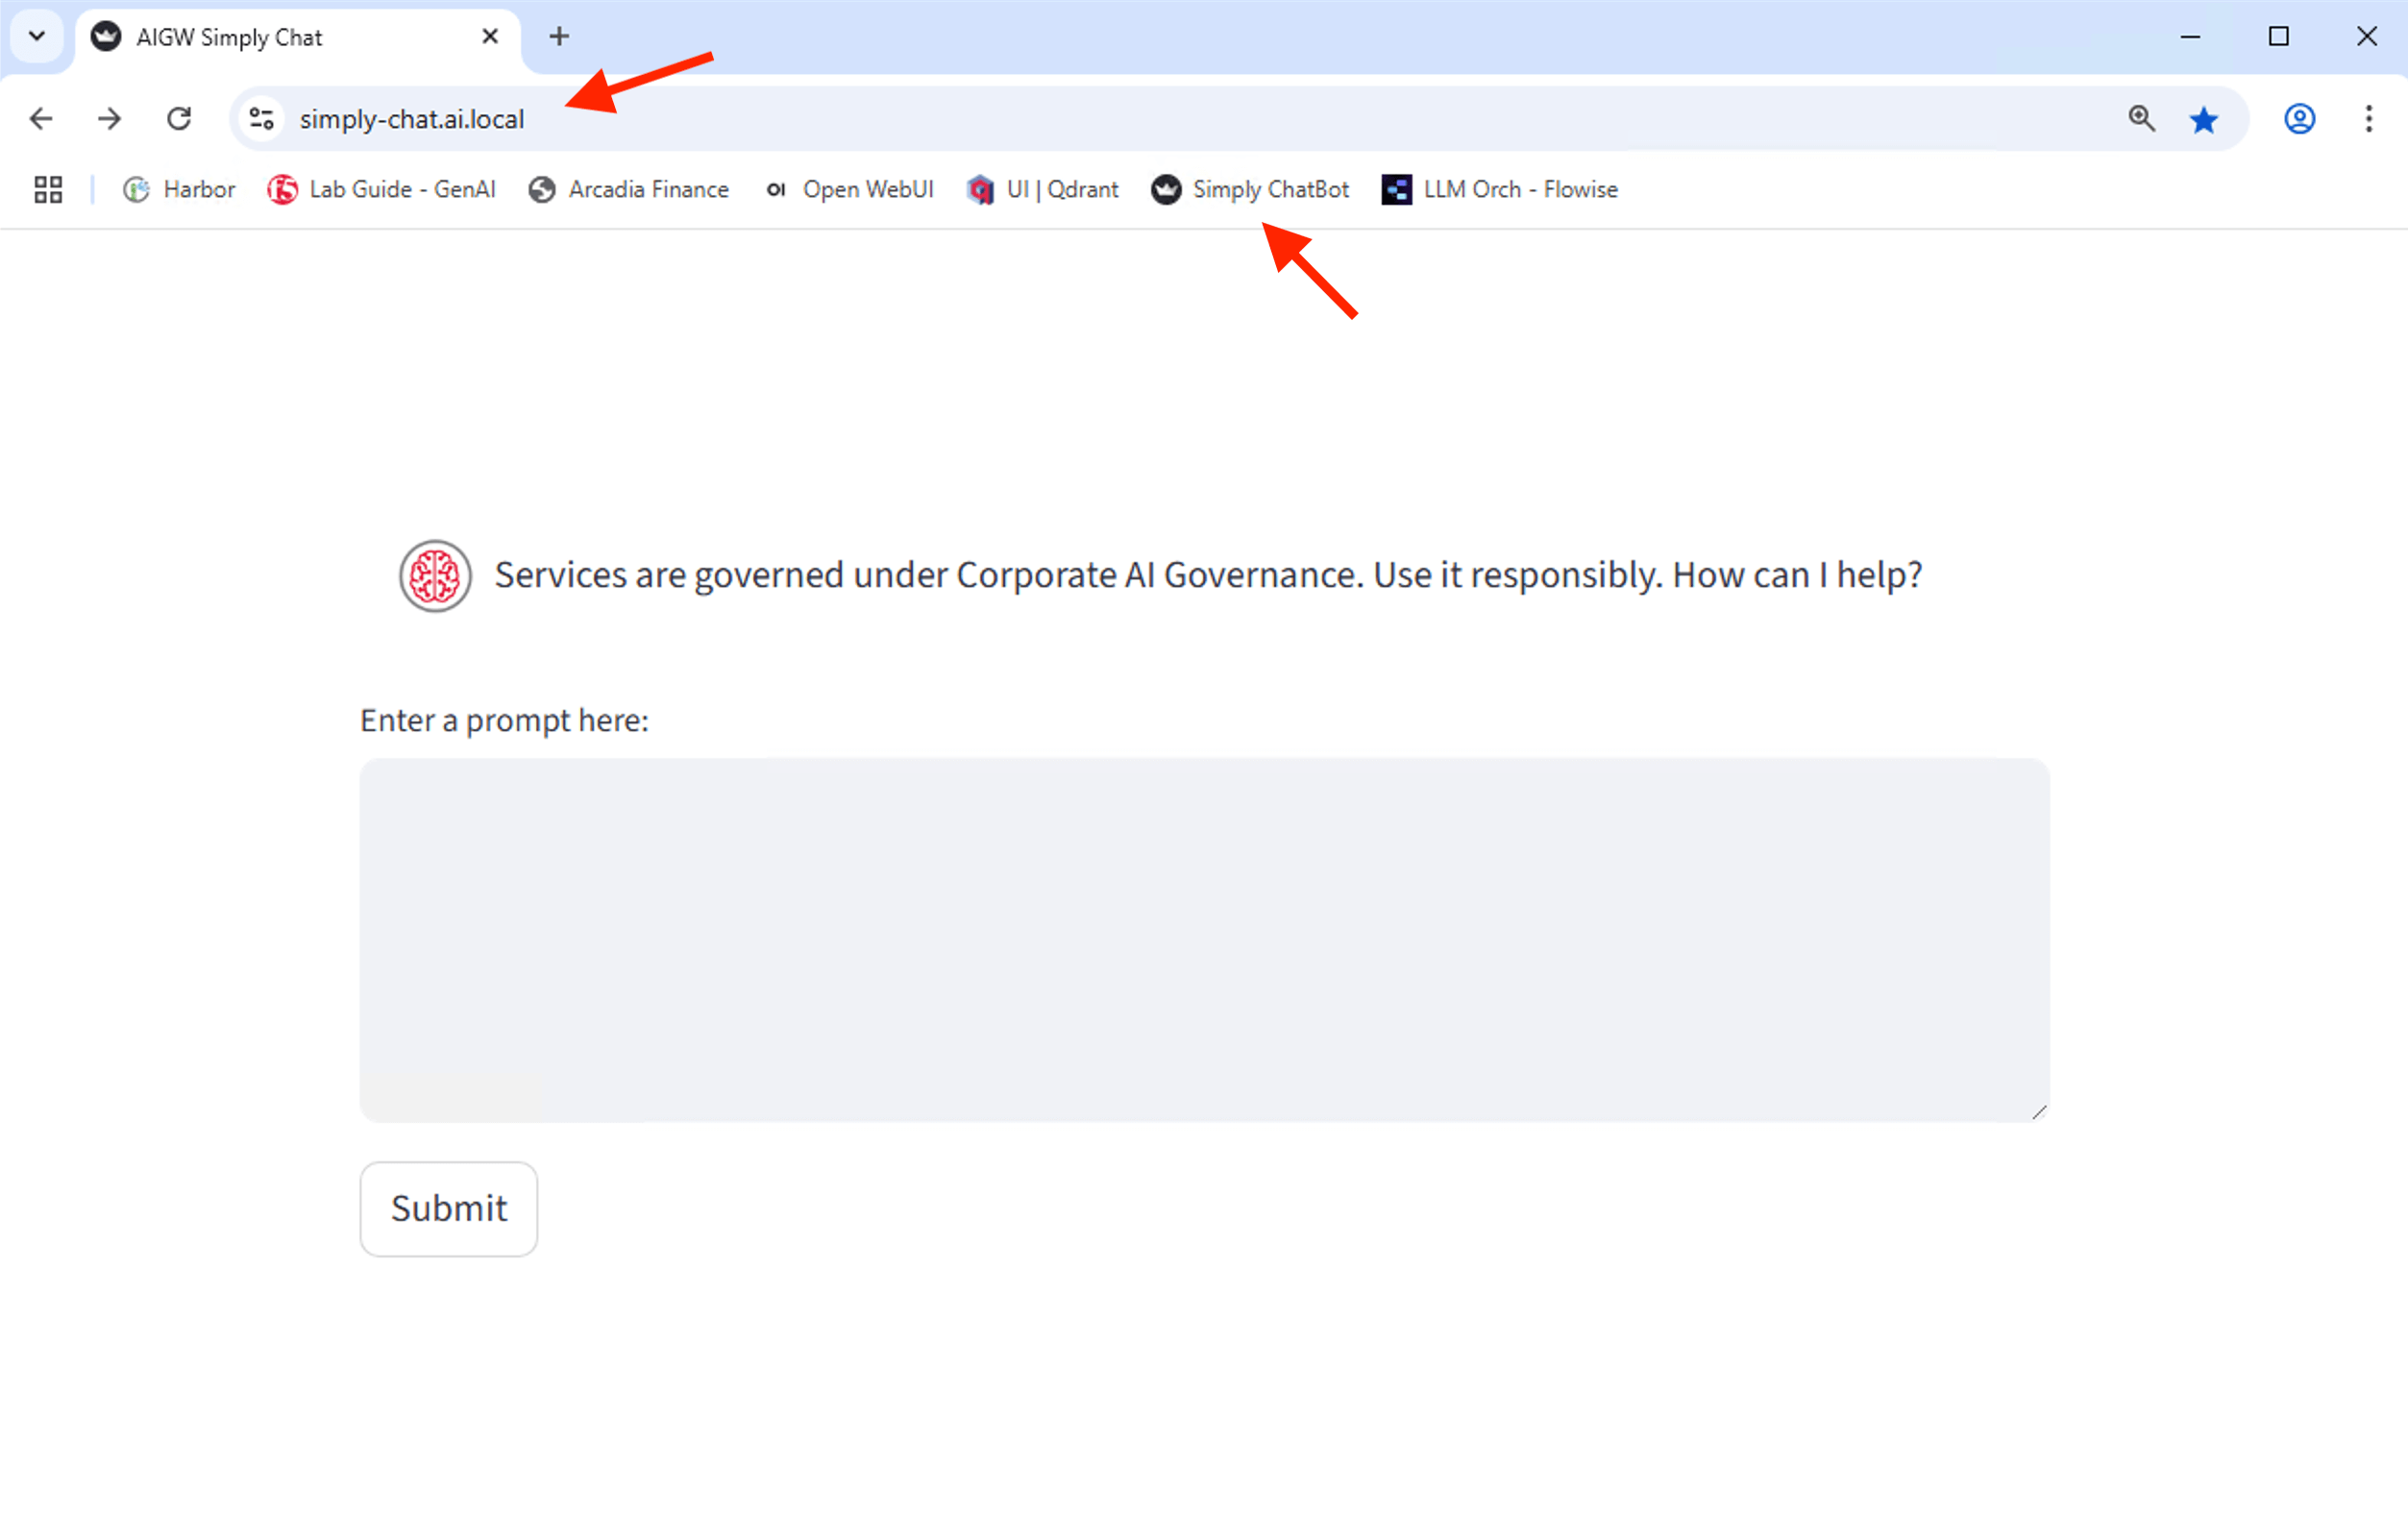 AIGW Simply Chat
simply-chat.ai.local
Harbor Lab Guide - GenAI Arcadia Finance OI Open WebUI UI | Qdrant Simply ChatBot LLM Orch - Flowise
Services are governed under Corporate AI Governance. Use it responsibly. How can I help?
Enter a prompt here:
Submit